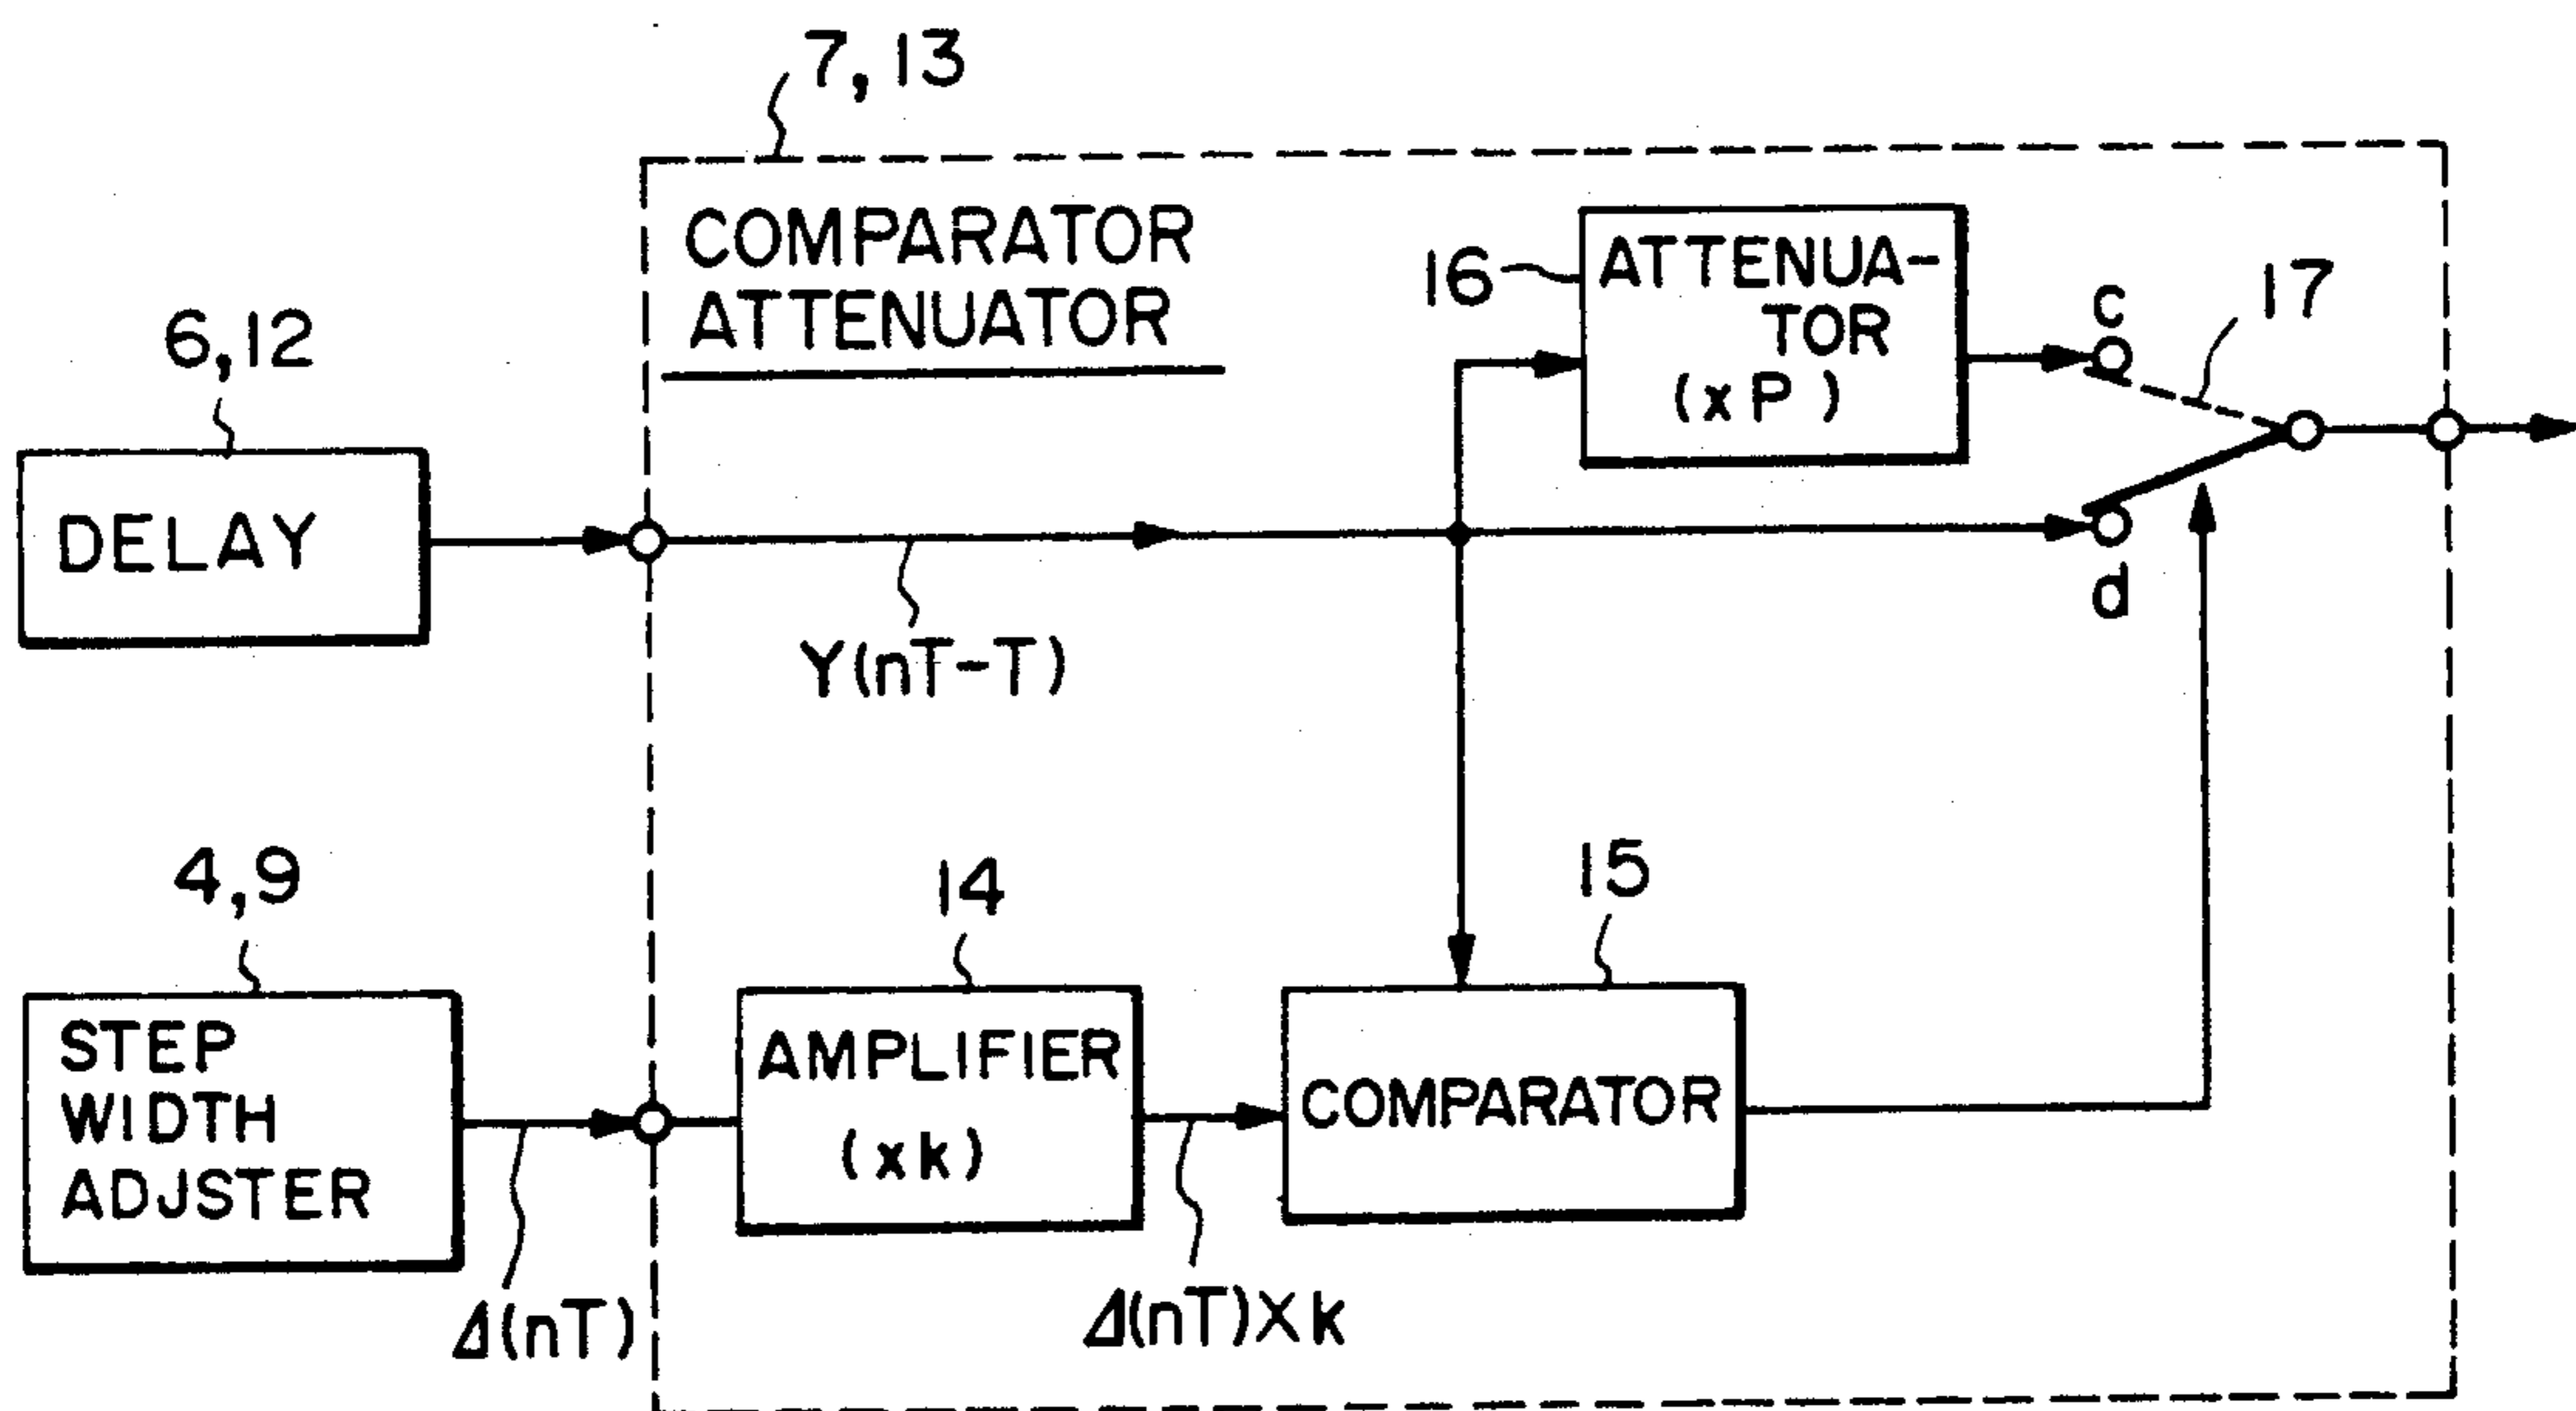 7, 13
COMPARATOR
ATTENUATOR
16
ATTENUA-
TOR
(xP)
c
17
6,12
DELAY
d
Y(nT-T)
4,9
14
15
STEP
WIDTH
ADJSTER
AMPLIFIER
(xk)
COMPARATOR
Δ(nT)
Δ(nT)Xk